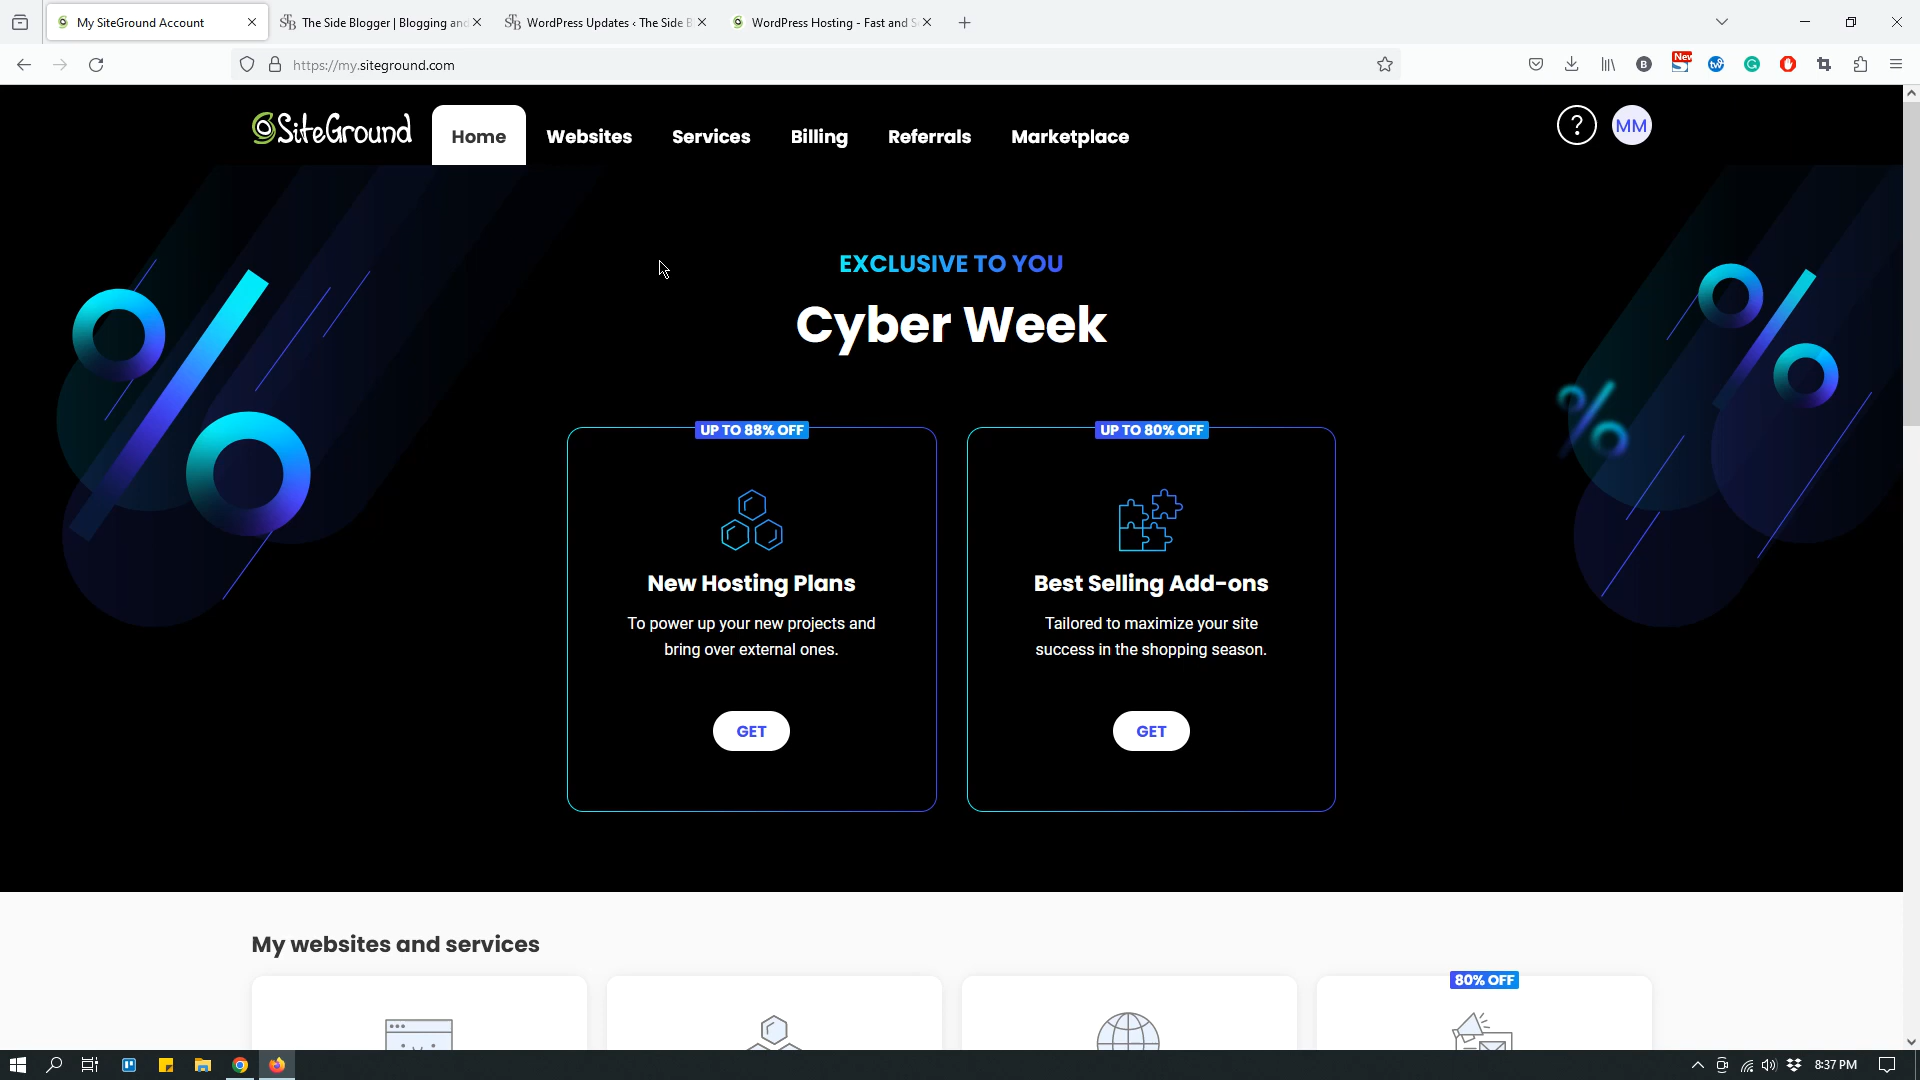 My SiteGround Account
The Side Blogger | Blogging and
WordPress Updates ‹ The Side B
WordPress Hosting - Fast and S
https://my.siteground.com
B
New
tw
G
SiteGround
Home
Websites
Services
Billing
Referrals
Marketplace
?
MM
EXCLUSIVE TO YOU
Cyber Week
UP TO 88% OFF
New Hosting Plans
To power up your new projects and
bring over external ones.
GET
UP TO 80% OFF
Best Selling Add-ons
Tailored to maximize your site
success in the shopping season.
GET
My websites and services
80% OFF
8:37 PM